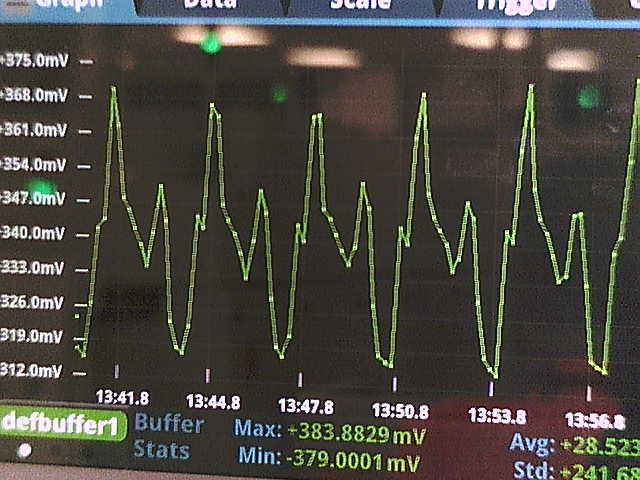 Graph Data Scale Trigger
+375.0mV
+368.0mV
+361.0mV
+354.0mV
+347.0mV
+340.0mV
+333.0mV
+326.0mV
+319.0mV
+312.0mV
13:41.8 13:44.8 13:47.8 13:50.8 13:53.8 13:56.8
defbuffer1 Buffer Stats
Max: +383.8829 mV Avg: +28.523
Min: -379.0001 mV Std: +241.68